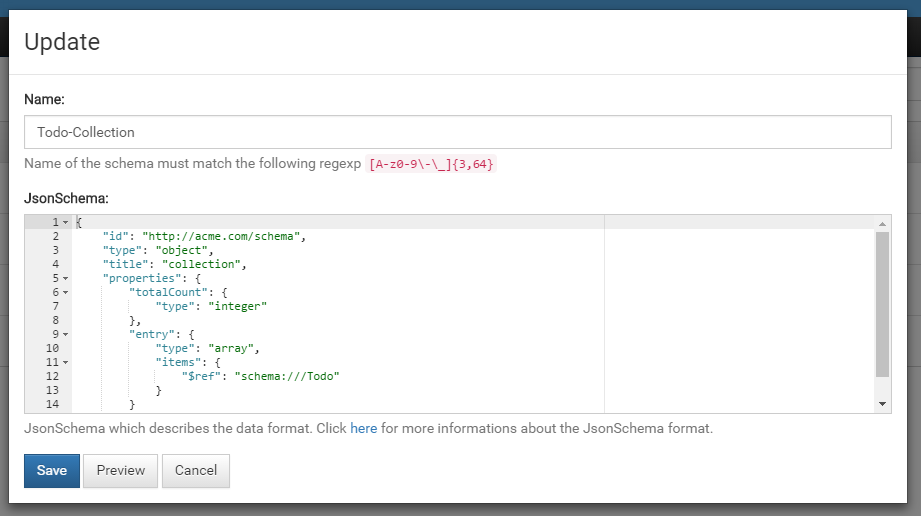 Update
Name:
Todo-Collection
Name of the schema must match the following regexp [A-z0-9\-\_]{3,64}
JsonSchema:
1 {
2 "id": "http://acme.com/schema",
3 "type": "object",
4 "title": "collection",
5 "properties": {
6 "totalCount": {
7 "type": "integer"
8 },
9 "entry": {
10 "type": "array",
11 "items": {
12 "$ref": "schema:///Todo"
13 }
14 }
JsonSchema which describes the data format. Click here for more informations about the JsonSchema format.
Save Preview Cancel